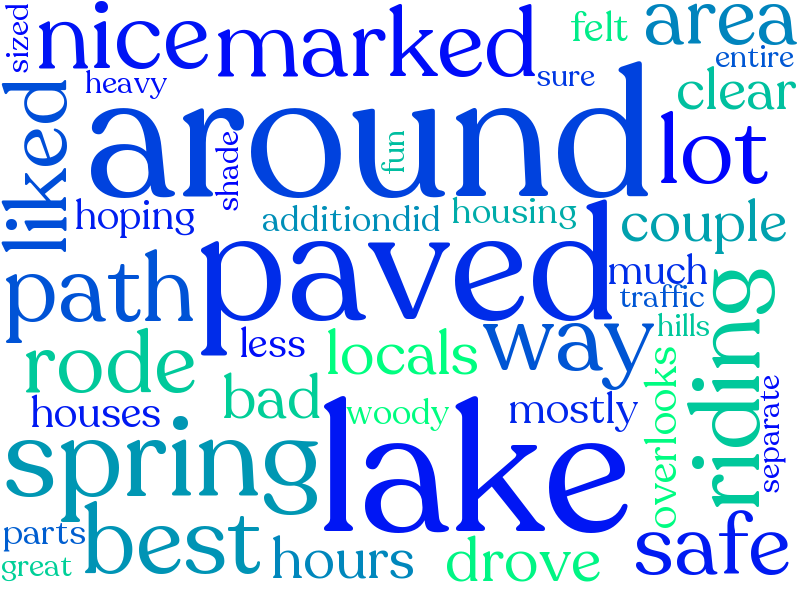 sized
nice
marked
felt
area
entire
heavy
sure
clear
liked
around
shade
fun
lot
hoping
additiondid
housing
couple
path
paved
much
traffic
hills
way
riding
less
locals
rode
bad
woody
mostly
overlooks
separate
houses
spring
lake
parts
best
great
hours
drove
safe